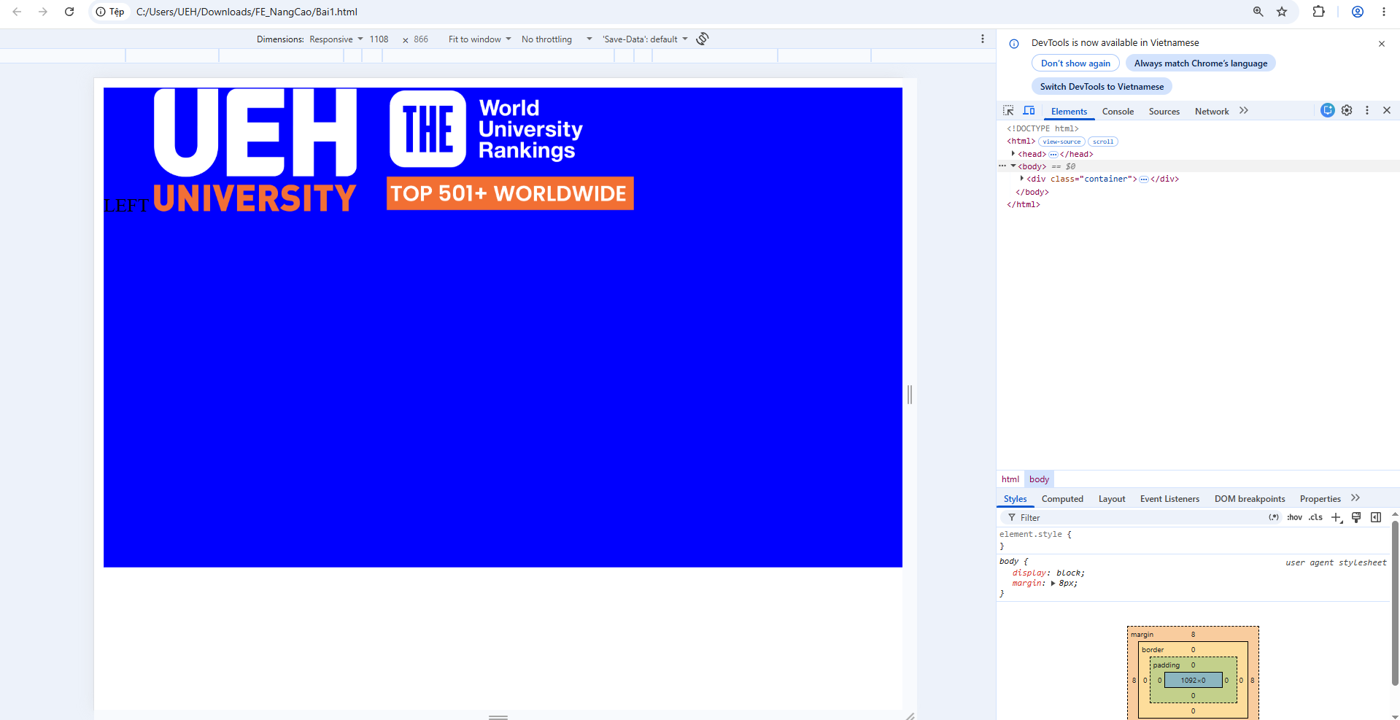 Tệp
C:/Users/UEH/Downloads/FE_NangCao/Bai1.html
Dimensions: Responsive 1108 × 866 Fit to window No throttling 'Save-Data': default
DevTools is now available in Vietnamese
Don't show again Always match Chrome's language
Switch DevTools to Vietnamese
Elements Console Sources Network
<!DOCTYPE html>
<html> view-source scroll
<head> ⋯ </head>
⋯ <body> == $0
<div class="container"> ⋯ </div>
</body>
</html>
UEH
UNIVERSITY
THE
World
University
Rankings
TOP 501+ WORLDWIDE
LEFT
html body
Styles Computed Layout Event Listeners DOM breakpoints Properties
Filter (.*) :hov .cls
element.style {
}
body { user agent stylesheet
display: block;
margin: 8px;
}
margin 8
border 0
padding 0
8 0 0 1092×0 0 0 8
0
0